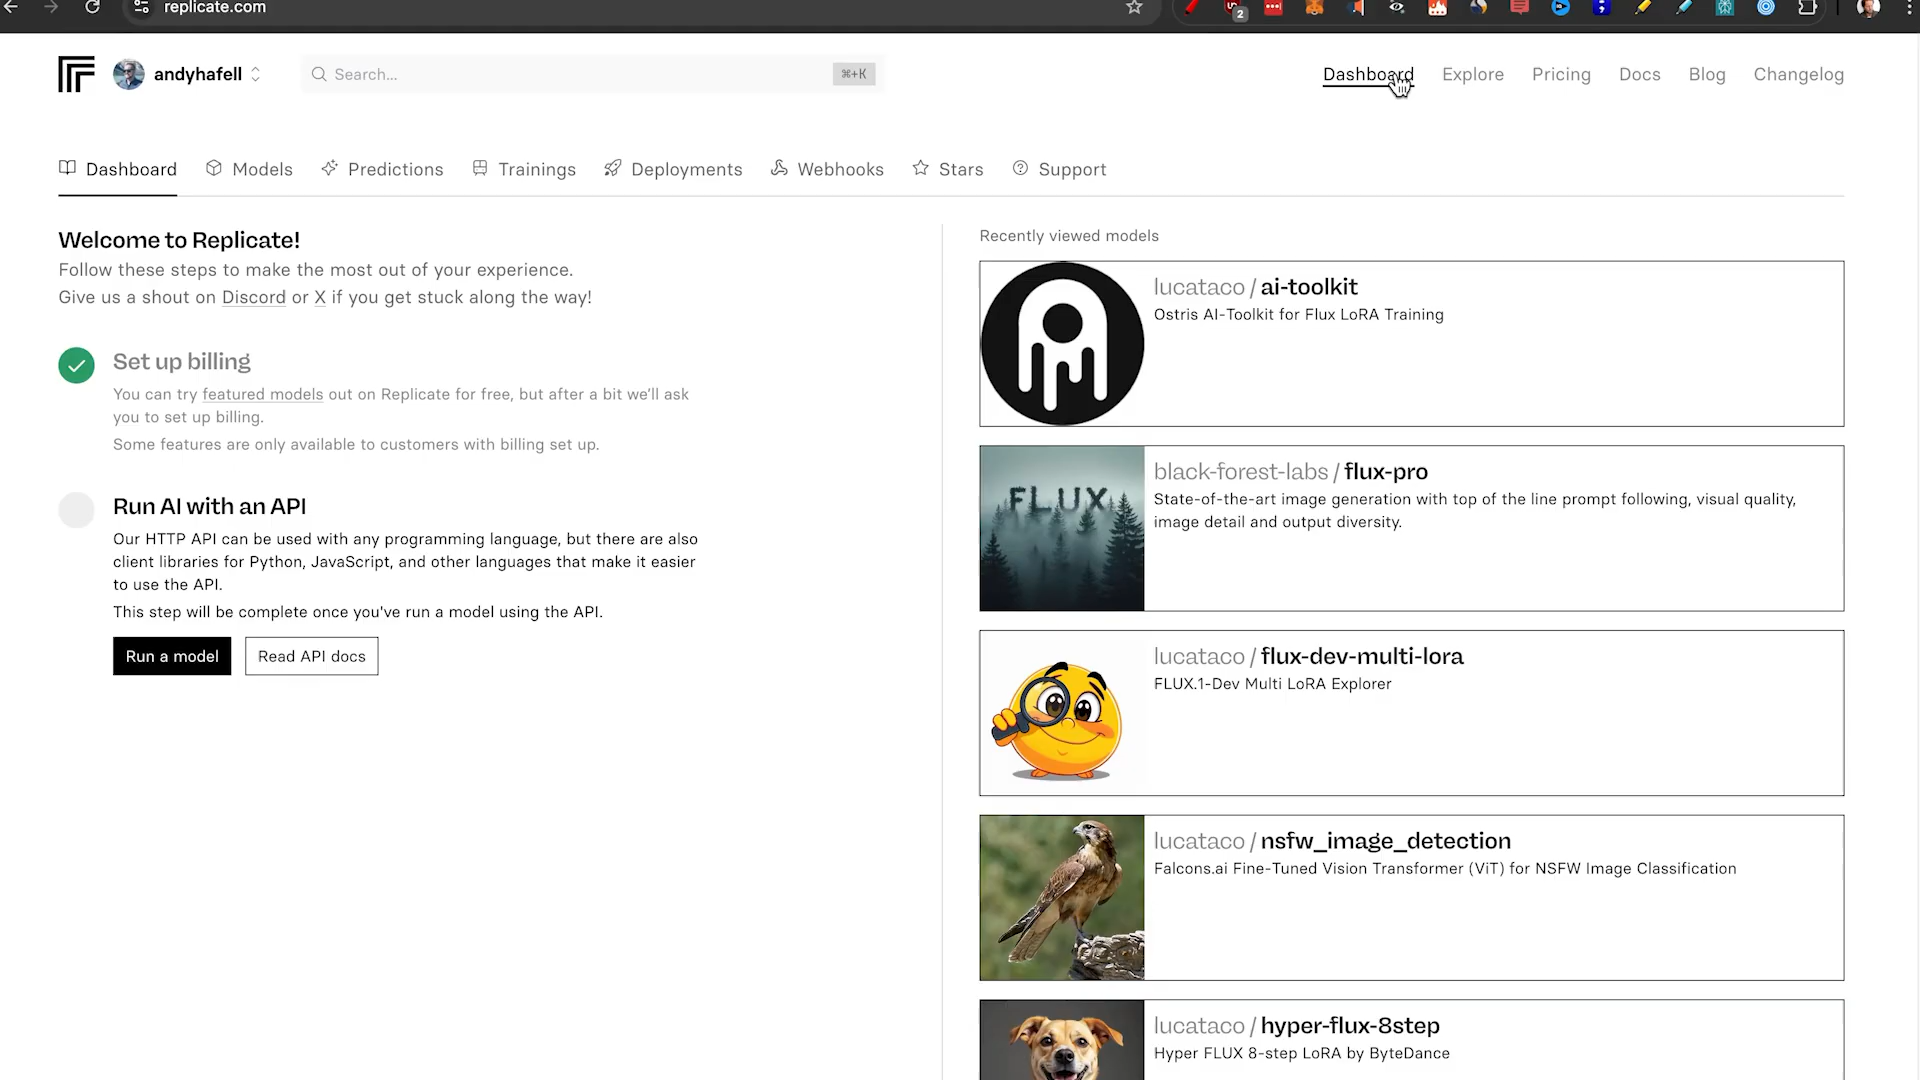 replicate.com
2
andyhafell
Search...
⌘+K
Dashboard
Explore
Pricing
Docs
Blog
Changelog
Dashboard
Models
Predictions
Trainings
Deployments
Webhooks
Stars
Support
Welcome to Replicate!
Follow these steps to make the most out of your experience.
Give us a shout on Discord or X if you get stuck along the way!
Set up billing
You can try featured models out on Replicate for free, but after a bit we'll ask
you to set up billing.
Some features are only available to customers with billing set up.
Run AI with an API
Our HTTP API can be used with any programming language, but there are also
client libraries for Python, JavaScript, and other languages that make it easier
to use the API.
This step will be complete once you've run a model using the API.
Run a model
Read API docs
Recently viewed models
lucataco / ai-toolkit
Ostris AI-Toolkit for Flux LoRA Training
FLUX
black-forest-labs / flux-pro
State-of-the-art image generation with top of the line prompt following, visual quality,
image detail and output diversity.
lucataco / flux-dev-multi-lora
FLUX.1-Dev Multi LoRA Explorer
lucataco / nsfw_image_detection
Falcons.ai Fine-Tuned Vision Transformer (ViT) for NSFW Image Classification
lucataco / hyper-flux-8step
Hyper FLUX 8-step LoRA by ByteDance